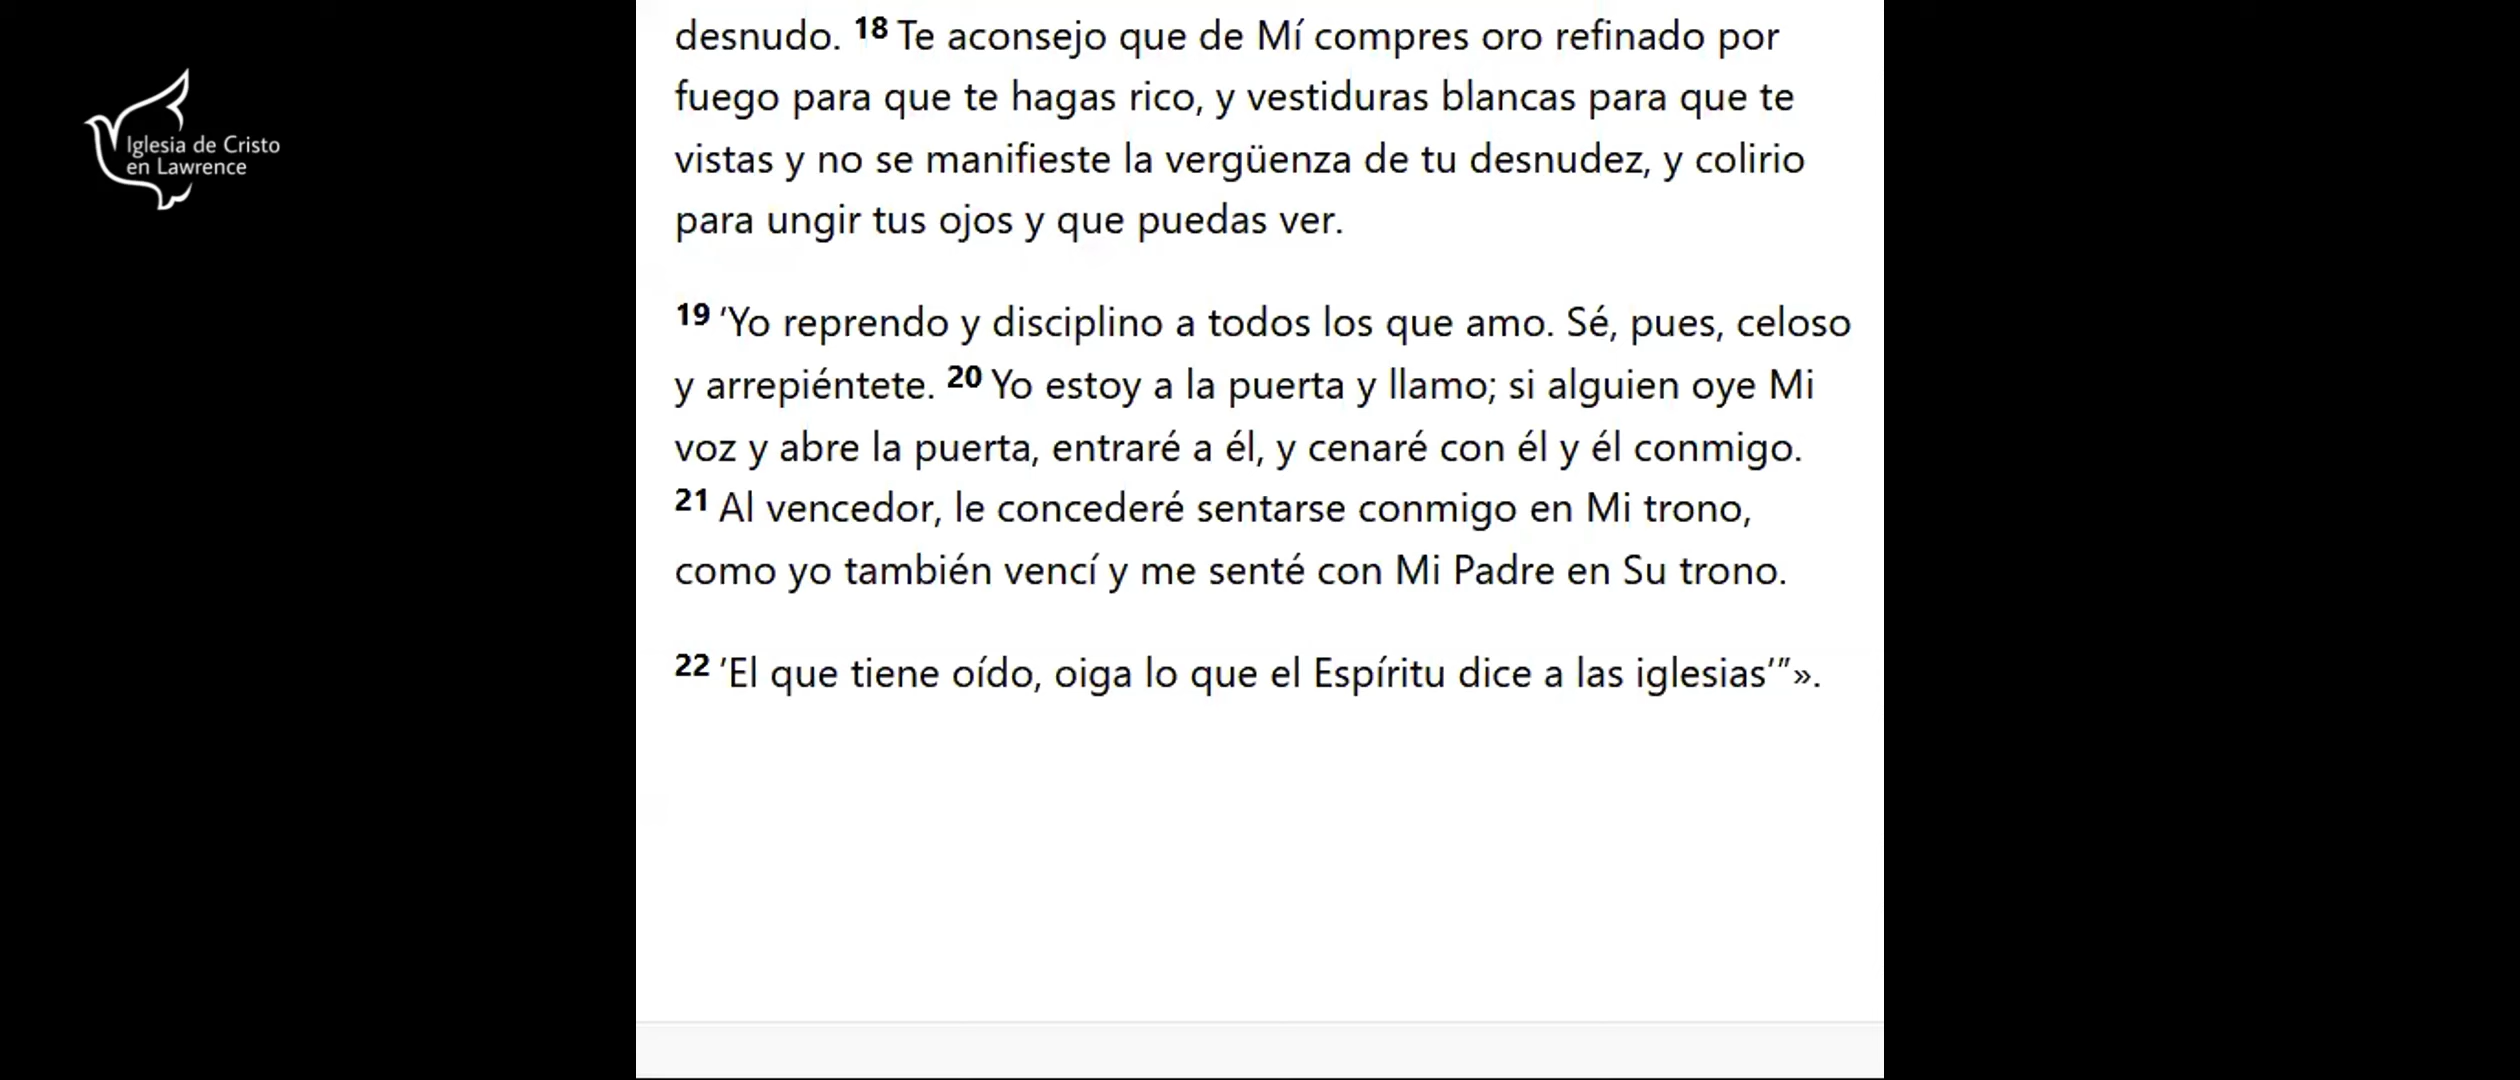 Iglesia de Cristo
en Lawrence
desnudo. 18 Te aconsejo que de Mí compres oro refinado por
fuego para que te hagas rico, y vestiduras blancas para que te
vistas y no se manifieste la vergüenza de tu desnudez, y colirio
para ungir tus ojos y que puedas ver.
19 ′Yo reprendo y disciplino a todos los que amo. Sé, pues, celoso
y arrepiéntete. 20 Yo estoy a la puerta y llamo; si alguien oye Mi
voz y abre la puerta, entraré a él, y cenaré con él y él conmigo.
21 Al vencedor, le concederé sentarse conmigo en Mi trono,
como yo también vencí y me senté con Mi Padre en Su trono.
22 ′El que tiene oído, oiga lo que el Espíritu dice a las iglesias′″».